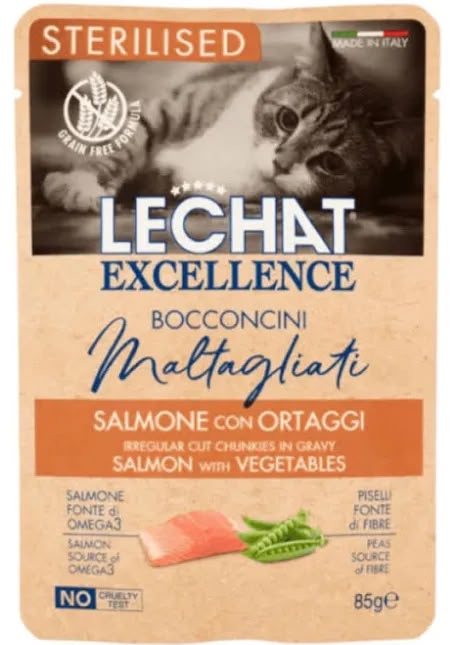 STERILISED
MADE IN ITALY
GRAIN FREE FORMULA
LECHAT
EXCELLENCE
BOCCONCINI
Maltagliati
SALMONE CON ORTAGGI
IRREGULAR CUT CHUNKIES IN GRAVY
SALMON WITH VEGETABLES
SALMONE
FONTE di
OMEGA3
SALMON
SOURCE of
OMEGA3
PISELLI
FONTE
di FIBRE
PEAS
SOURCE
of FIBER
NO CRUELTY
TEST
85g℮